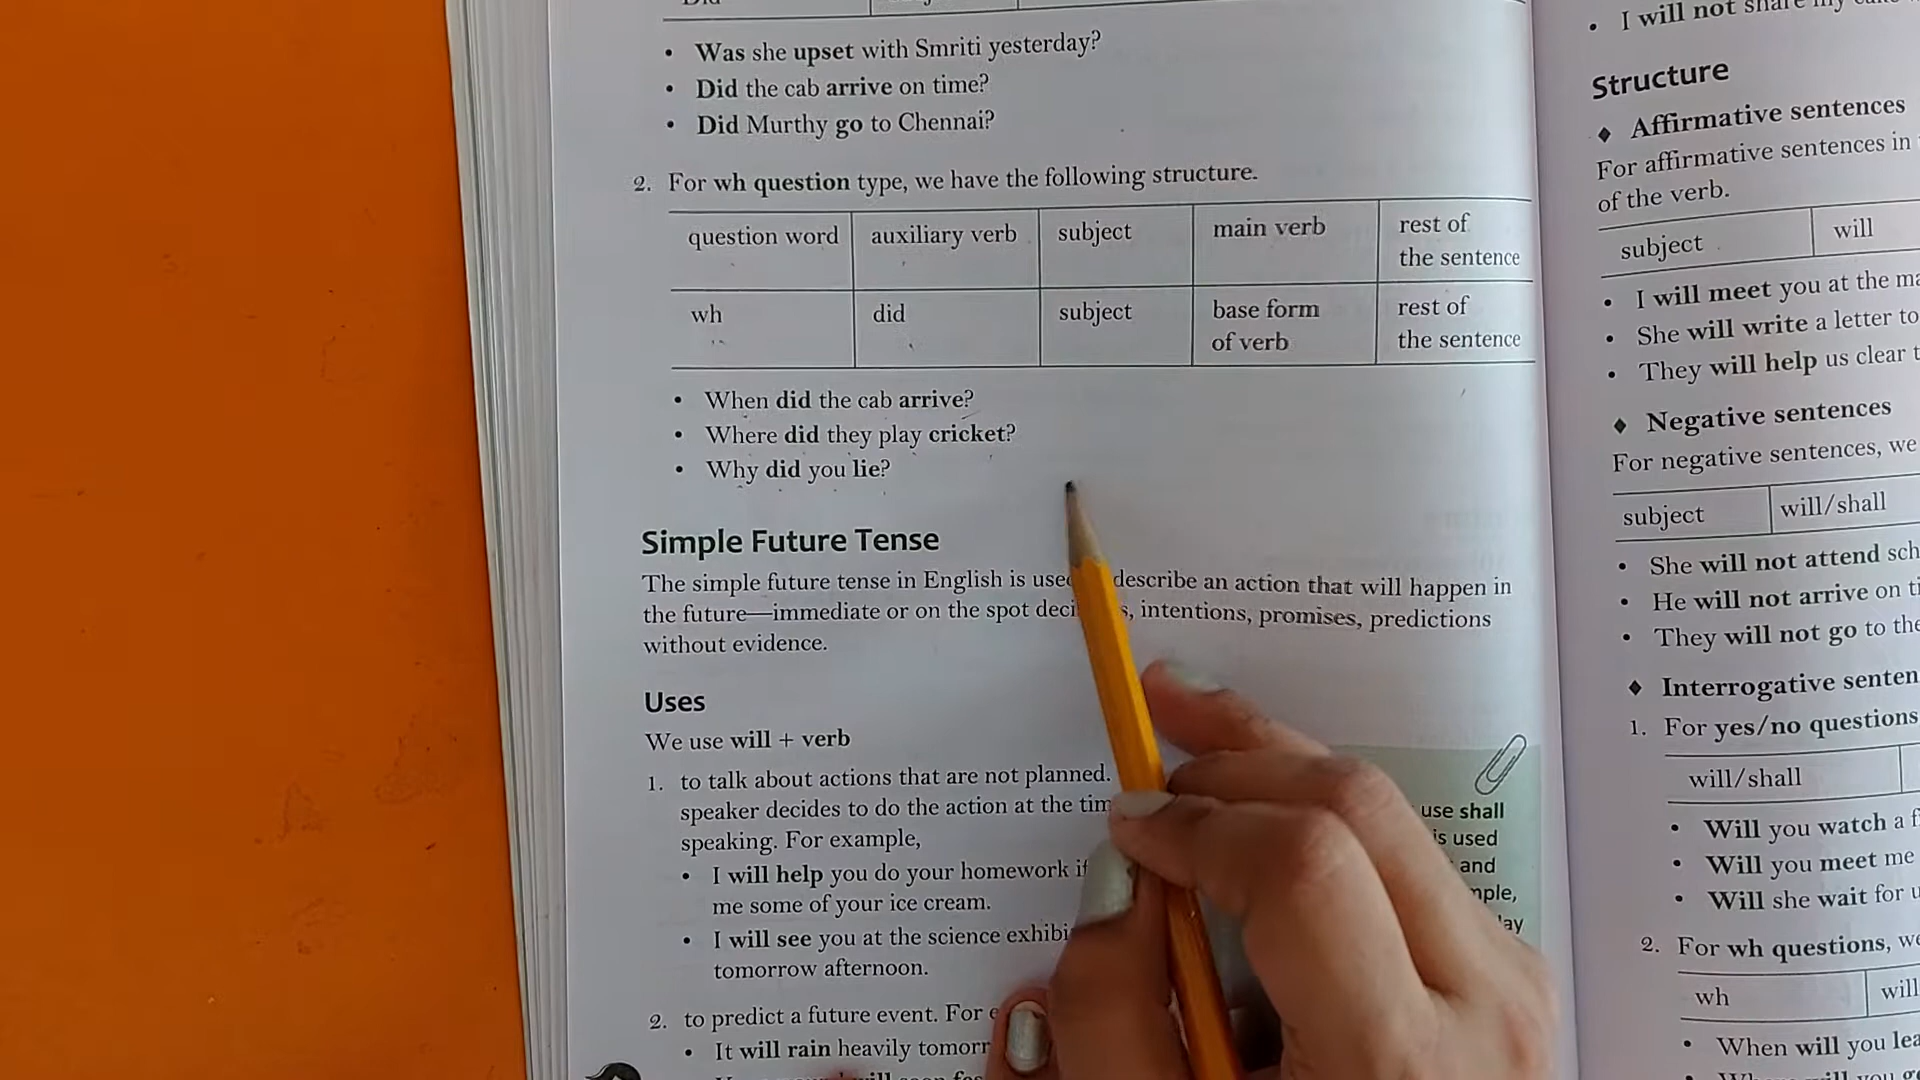 • Was she upset with Smriti yesterday?
• Did the cab arrive on time?
• Did Murthy go to Chennai?
2. For wh question type, we have the following structure.
question word auxiliary verb subject main verb rest of
the sentence
wh did subject base form rest of
of verb the sentence
• When did the cab arrive?
• Where did they play cricket?
• Why did you lie?
Simple Future Tense
The simple future tense in English is used describe an action that will happen in
the future—immediate or on the spot intentions, promises, predictions
without evidence.
Uses
We use will + verb
1. to talk about actions that are not planned.
speaker decides to do the action at the
speaking. For example,
• I will help you do your homework
me some of your ice cream.
• I will see you at the science
tomorrow afternoon.
2. to predict a future event. For
• It will rain heavily
use shall
is used
and
• I will not share my
Structure
♦ Affirmative sentences
For affirmative sentences in
of the verb.
subject will
• I will meet you at the
• She will write a letter to
• They will help us clear
♦ Negative sentences
For negative sentences, we
subject will/shall
• She will not attend
• He will not arrive on
• They will not go to the
♦ Interrogative
1. For yes/no questions
will/shall
• Will you watch a
• Will you meet me
• Will she wait for
2. For wh questions,
wh will
• When will you